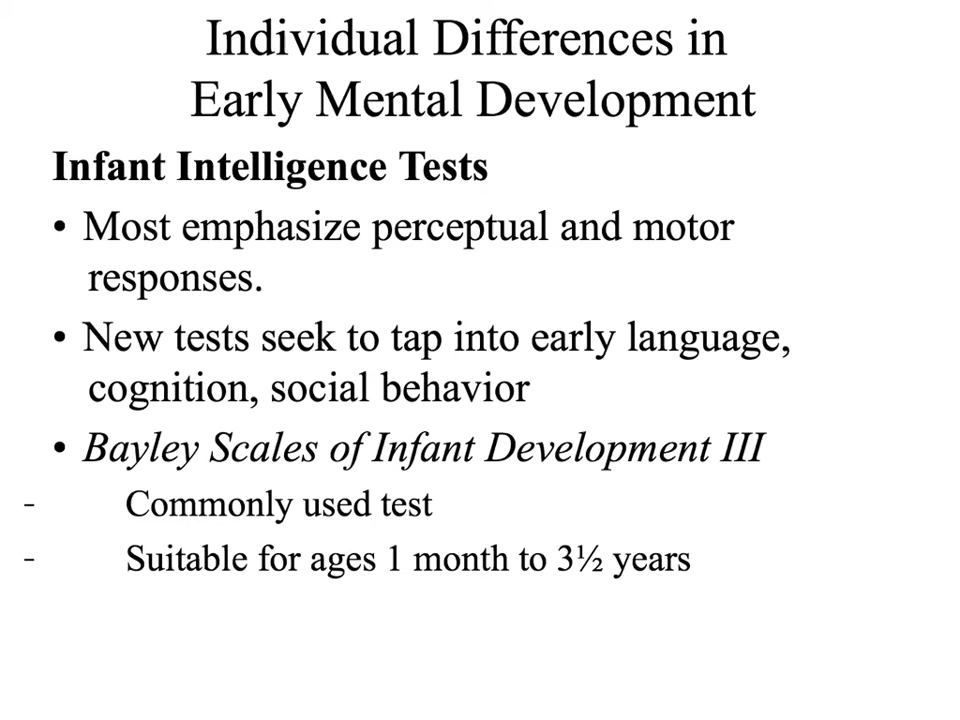 Individual Differences in
Early Mental Development
Infant Intelligence Tests
• Most emphasize perceptual and motor
responses.
• New tests seek to tap into early language,
cognition, social behavior
• Bayley Scales of Infant Development III
- Commonly used test
- Suitable for ages 1 month to 3½ years